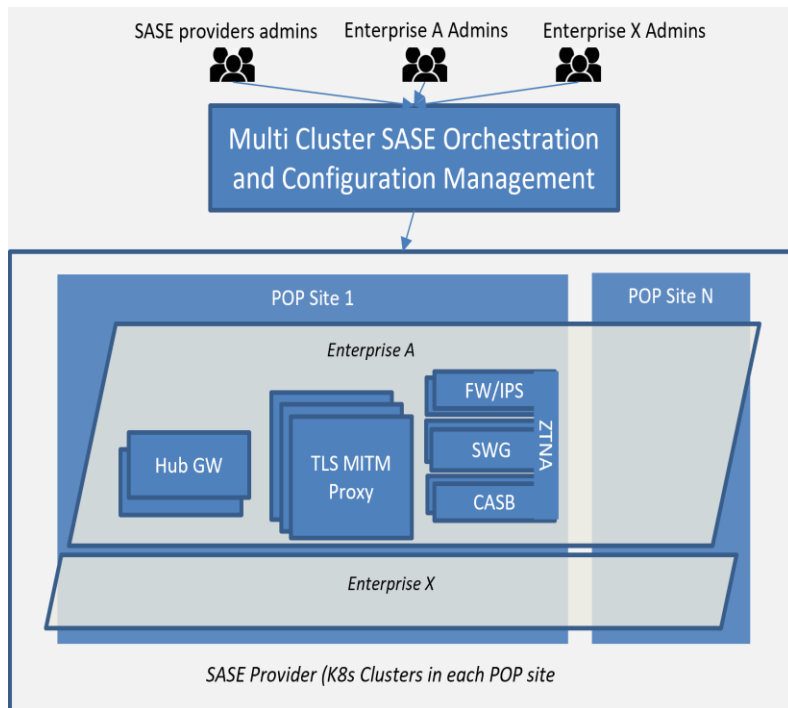 SASE providers admins
Enterprise A Admins
Enterprise X Admins
Multi Cluster SASE Orchestration
and Configuration Management
POP Site 1
POP Site N
Enterprise A
FW/IPS
Hub GW
TLS MITM
Proxy
SWG
ZTNA
CASB
Enterprise X
SASE Provider (K8s Clusters in each POP site